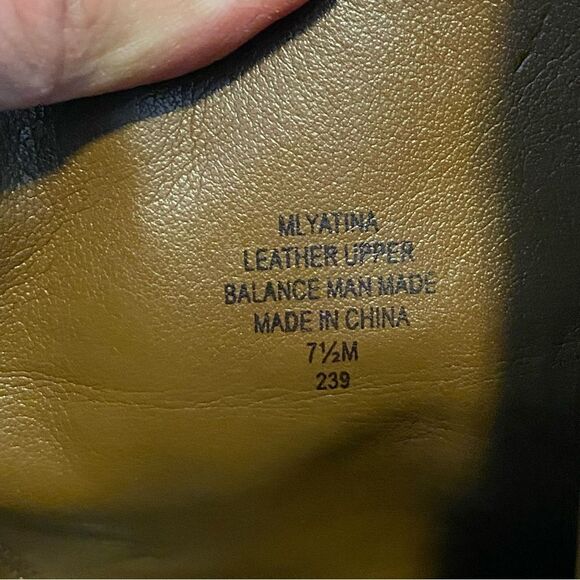 MLYATINA
LEATHER UPPER
BALANCE MAN MADE
MADE IN CHINA
7½M
239